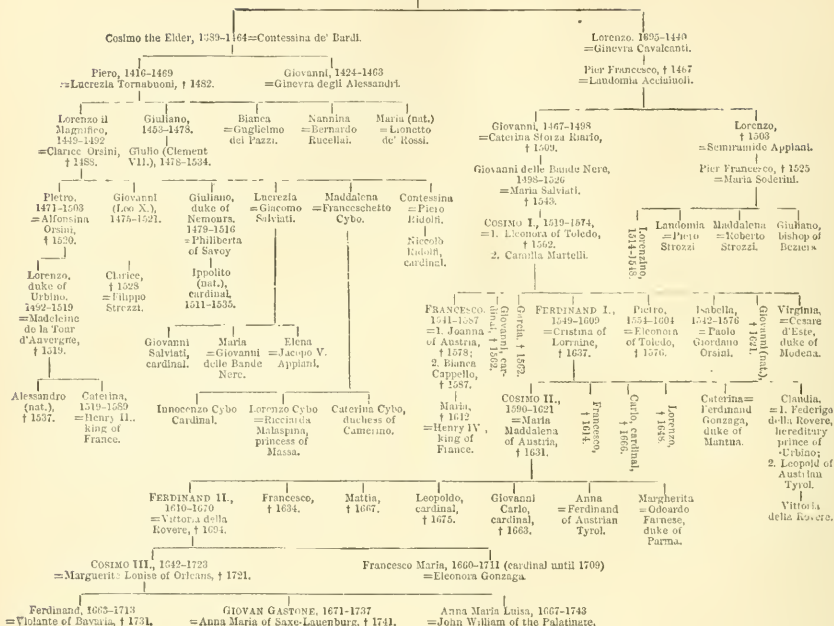 Cosimo the Elder, 1389-1464=Contessina de' Bardi.
Lorenzo. 1695-1440
=Ginevra Cavalcanti.
Piero, 1416-1469
=Lucrezia Tornabuoni, † 1482.
Giovanni, 1424-1463
=Ginevra degli Alessandri.
Pier Francesco, † 1467
=Laudomia Acciaiuoli.
Lorenzo il
Magnifico,
1449-1492
=Clarice Orsini,
† 1488.
Giuliano,
1453-1478.
Giulio (Clement
VII.), 1478-1534.
Bianca
=Guglielmo
dei Pazzi.
Nannina
=Bernardo
Rucellai.
Maria (nat.)
=Lionetto
de' Rossi.
Giovanni, 1467-1498
=Caterina Sforza Riario,
† 1509.
Giovanni delle Bande Nere,
1498-1526
=Maria Salviati,
† 1543.
Lorenzo,
† 1503
=Semiramide Appiani.
Pier Francesco, † 1525
=Maria Soderini.
Pietro,
1471-1503
=Alfonsina
Orsini,
† 1520.
Giovanni
(Leo X.),
1475-1521.
Giuliano,
duke of
Nemours.
1479-1516
=Philiberta
of Savoy
Lucrezia
=Giacomo
Salviati.
Maddalena
=Franceschetto
Cybo.
Contessina
=Piero
Ridolfi.
Niccolò
Ridolfi,
cardinal.
COSIMO I., 1519-1574,
=1. Eleonora of Toledo,
† 1562.
2. Camilla Martelli.
Lorenzino,
1514-1548.
Laudomia
=Piero
Strozzi
Maddalena
=Roberto
Strozzi.
Giuliano,
bishop of
Beziers
Lorenzo,
duke of
Urbino.
1492-1519
=Madeleine
de la Tour
d'Auvergne,
† 1519.
Clarice,
† 1528
=Filippo
Strozzi.
Ippolito
(nat.),
cardinal,
1511-1535.
Giovanni
Salviati,
cardinal.
Maria
=Giovanni
delle Bande
Nere.
Elena
=Jacopo V.
Appiani.
FRANCESCO.
1541-1587
=1. Joanna
of Austria,
† 1578;
2. Bianca
Cappello,
† 1587.
Giovanni, car-
dinal, † 1562.
Garcia, † 1562.
FERDINAND I.,
1549-1609
=Cristina of
Lorraine,
† 1637.
Pietro,
1554-1604
=Eleonora
of Toledo,
† 1576.
Isabella,
1542-1576
=Paolo
Giordano
Orsini.
Giovanni (nat.),
† 1621.
Virginia,
=Cesare
d'Este,
duke of
Modena.
Alessandro
(nat.),
† 1537.
Caterina,
1519-1589
=Henry II.,
king of
France.
Innocenzo Cybo
Cardinal.
Lorenzo Cybo
=Ricciarda
Malaspina,
princess of
Massa.
Caterina Cybo,
duchess of
Camerino.
Maria,
† 1642
=Henry IV,
king of
France.
COSIMO II.,
1590-1621
=Maria
Maddalena
of Austria,
† 1631
Francesco,
† 1614.
Carlo, cardinal,
† 1666.
Lorenzo,
† 1648.
Caterina=
Ferdinand
Gonzaga,
duke of
Mantua.
Claudia,
=1. Federigo
della Rovere,
hereditary
prince of
Urbino;
2. Leopold of
Austrian
Tyrol.
Vittoria
della Rovere.
FERDINAND II.,
1610-1670
=Vittoria della
Rovere, † 1694.
Francesco,
† 1634.
Mattia,
† 1667.
Leopoldo,
cardinal,
† 1675.
Giovanni
Carlo,
cardinal,
† 1663.
Anna
=Ferdinand
of Austrian
Tyrol.
Margherita
=Odoardo
Farnese,
duke of
Parma.
COSIMO III., 1642-1723
=Marguerite Louise of Orleans, † 1721.
Francesco Maria, 1660-1711 (cardinal until 1709)
=Eleonora Gonzaga.
Ferdinand, 1663-1713
=Violante of Bavaria, † 1731.
GIOVAN GASTONE, 1671-1737
=Anna Maria of Saxe-Lauenburg, † 1741.
Anna Maria Luisa, 1667-1743
=John William of the Palatinate.